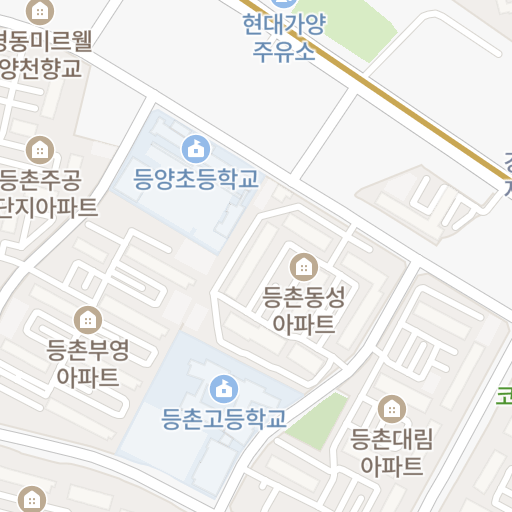 현대가양
주유소
경동미르웰
양천향교
등양초등학교
등촌주공
단지아파트
등촌동성
아파트
등촌부영
아파트
등촌고등학교
등촌대림
아파트
코